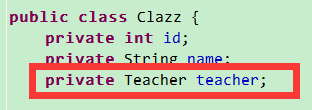 public class Clazz {
private int id;
private String name;
private Teacher teacher;